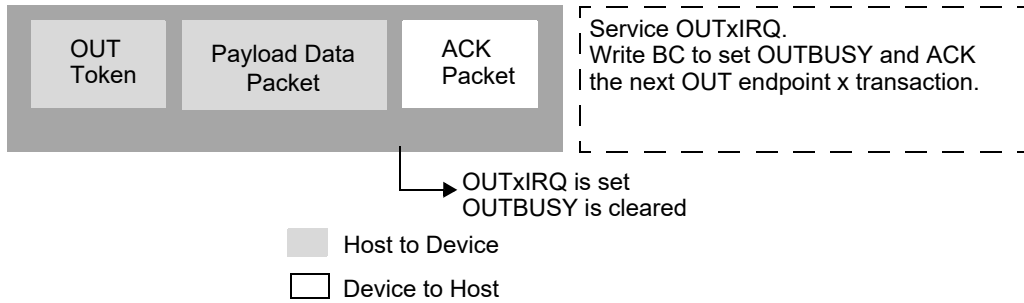 OUT
Token
Payload Data
Packet
ACK
Packet
Service OUTxIRQ.
Write BC to set OUTBUSY and ACK
the next OUT endpoint x transaction.
OUTxIRQ is set
OUTBUSY is cleared
Host to Device
Device to Host